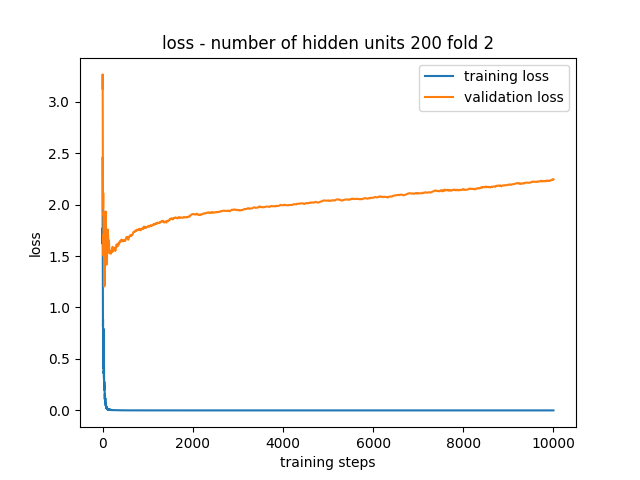 loss - number of hidden units 200 fold 2
training loss
validation loss
3.0
2.5
2.0
1.5
1.0
0.5
0.0
loss
0 2000 4000 6000 8000 10000
training steps